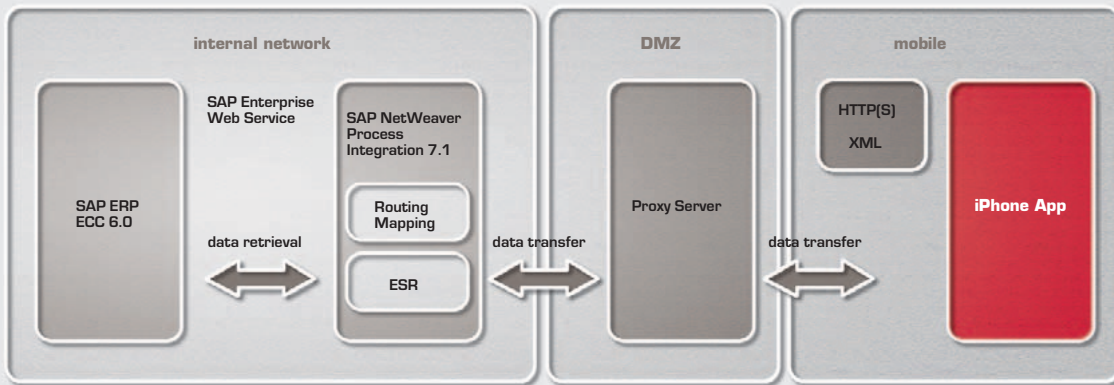 internal network
SAP ERP
ECC 6.0
SAP Enterprise
Web Service
data retrieval
SAP NetWeaver
Process
Integration 7.1
Routing
Mapping
ESR
data transfer
DMZ
Proxy Server
data transfer
mobile
HTTP(S)
XML
iPhone App